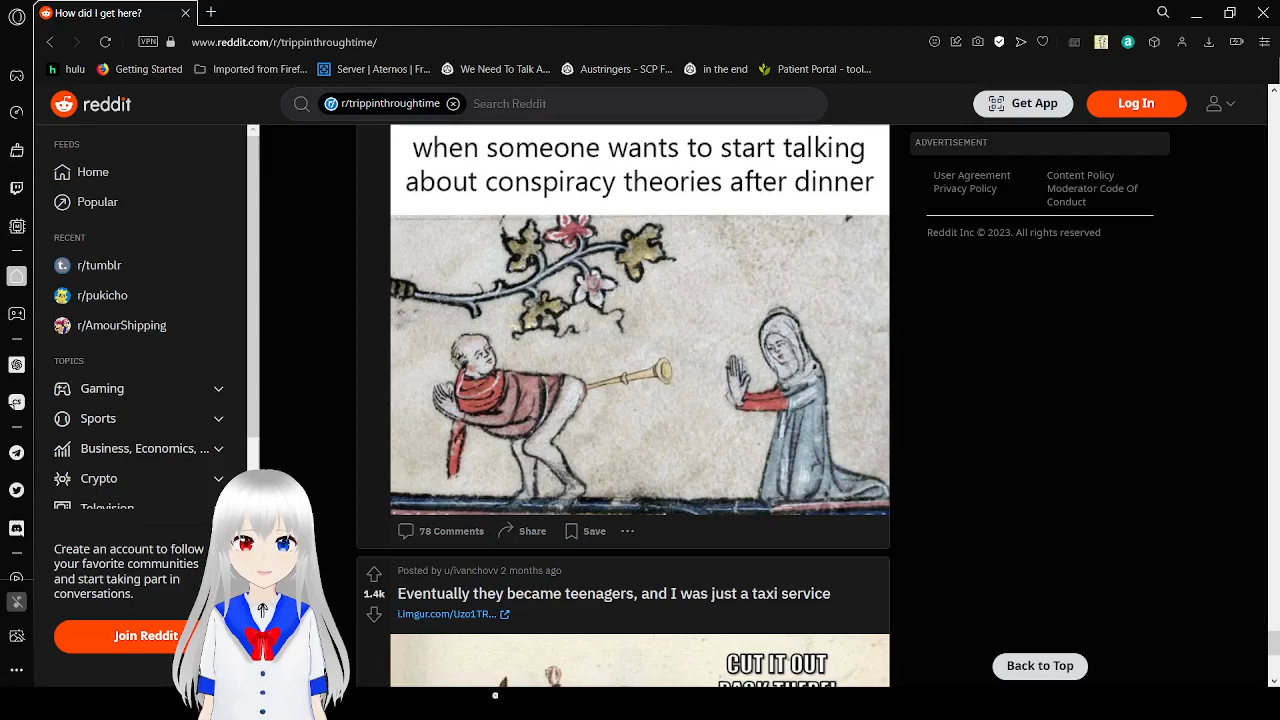 How did I get here?
VPN
www.reddit.com/r/trippinthroughtime/
hulu
Getting Started
Imported from Firef...
Server | Aternos | Fr...
We Need To Talk A...
Austringers - SCP F...
in the end
Patient Portal - tool...
reddit
r/trippinthroughtime
Search Reddit
Get App
Log In
FEEDS
Home
Popular
RECENT
r/tumblr
r/pukicho
r/AmourShipping
TOPICS
Gaming
Sports
Business, Economics, ...
Crypto
Television
Create an account to follow
your favorite communities
and start taking part in
conversations.
Join Reddit
when someone wants to start talking
about conspiracy theories after dinner
78 Comments
Share
Save
Posted by u/ivanchovv 2 months ago
1.4k
Eventually they became teenagers, and I was just a taxi service
i.imgur.com/Uzo1TR...
CUT IT OUT
BACK THERE!
ADVERTISEMENT
User Agreement
Privacy Policy
Content Policy
Moderator Code Of
Conduct
Reddit Inc © 2023. All rights reserved
Back to Top